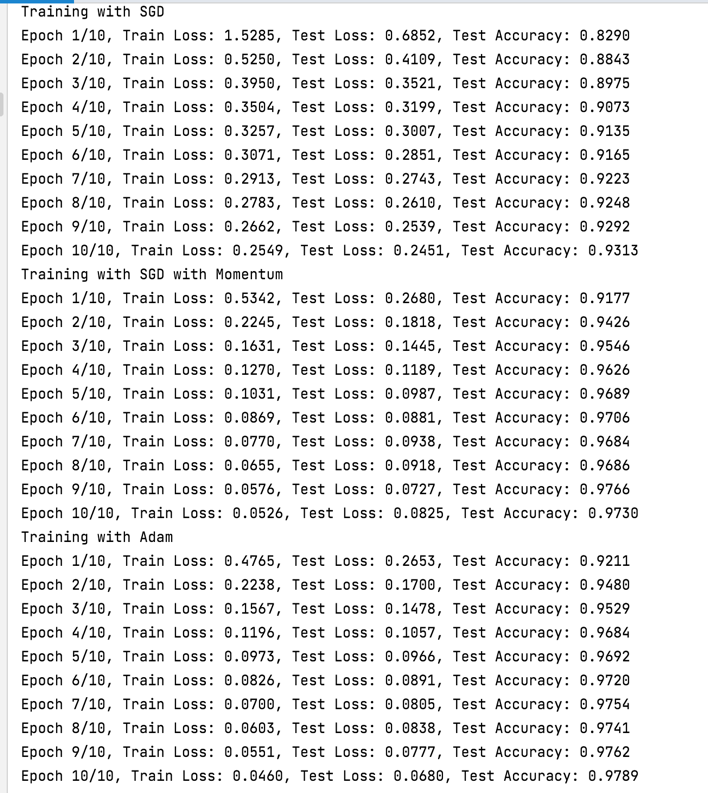 Training with SGD
Epoch 1/10, Train Loss: 1.5285, Test Loss: 0.6852, Test Accuracy: 0.8290
Epoch 2/10, Train Loss: 0.5250, Test Loss: 0.4109, Test Accuracy: 0.8843
Epoch 3/10, Train Loss: 0.3950, Test Loss: 0.3521, Test Accuracy: 0.8975
Epoch 4/10, Train Loss: 0.3504, Test Loss: 0.3199, Test Accuracy: 0.9073
Epoch 5/10, Train Loss: 0.3257, Test Loss: 0.3007, Test Accuracy: 0.9135
Epoch 6/10, Train Loss: 0.3071, Test Loss: 0.2851, Test Accuracy: 0.9165
Epoch 7/10, Train Loss: 0.2913, Test Loss: 0.2743, Test Accuracy: 0.9223
Epoch 8/10, Train Loss: 0.2783, Test Loss: 0.2610, Test Accuracy: 0.9248
Epoch 9/10, Train Loss: 0.2662, Test Loss: 0.2539, Test Accuracy: 0.9292
Epoch 10/10, Train Loss: 0.2549, Test Loss: 0.2451, Test Accuracy: 0.9313
Training with SGD with Momentum
Epoch 1/10, Train Loss: 0.5342, Test Loss: 0.2680, Test Accuracy: 0.9177
Epoch 2/10, Train Loss: 0.2245, Test Loss: 0.1818, Test Accuracy: 0.9426
Epoch 3/10, Train Loss: 0.1631, Test Loss: 0.1445, Test Accuracy: 0.9546
Epoch 4/10, Train Loss: 0.1270, Test Loss: 0.1189, Test Accuracy: 0.9626
Epoch 5/10, Train Loss: 0.1031, Test Loss: 0.0987, Test Accuracy: 0.9689
Epoch 6/10, Train Loss: 0.0869, Test Loss: 0.0881, Test Accuracy: 0.9706
Epoch 7/10, Train Loss: 0.0770, Test Loss: 0.0938, Test Accuracy: 0.9684
Epoch 8/10, Train Loss: 0.0655, Test Loss: 0.0918, Test Accuracy: 0.9686
Epoch 9/10, Train Loss: 0.0576, Test Loss: 0.0727, Test Accuracy: 0.9766
Epoch 10/10, Train Loss: 0.0526, Test Loss: 0.0825, Test Accuracy: 0.9730
Training with Adam
Epoch 1/10, Train Loss: 0.4765, Test Loss: 0.2653, Test Accuracy: 0.9211
Epoch 2/10, Train Loss: 0.2238, Test Loss: 0.1700, Test Accuracy: 0.9480
Epoch 3/10, Train Loss: 0.1567, Test Loss: 0.1478, Test Accuracy: 0.9529
Epoch 4/10, Train Loss: 0.1196, Test Loss: 0.1057, Test Accuracy: 0.9684
Epoch 5/10, Train Loss: 0.0973, Test Loss: 0.0966, Test Accuracy: 0.9692
Epoch 6/10, Train Loss: 0.0826, Test Loss: 0.0891, Test Accuracy: 0.9720
Epoch 7/10, Train Loss: 0.0700, Test Loss: 0.0805, Test Accuracy: 0.9754
Epoch 8/10, Train Loss: 0.0603, Test Loss: 0.0838, Test Accuracy: 0.9741
Epoch 9/10, Train Loss: 0.0551, Test Loss: 0.0777, Test Accuracy: 0.9762
Epoch 10/10, Train Loss: 0.0460, Test Loss: 0.0680, Test Accuracy: 0.9789